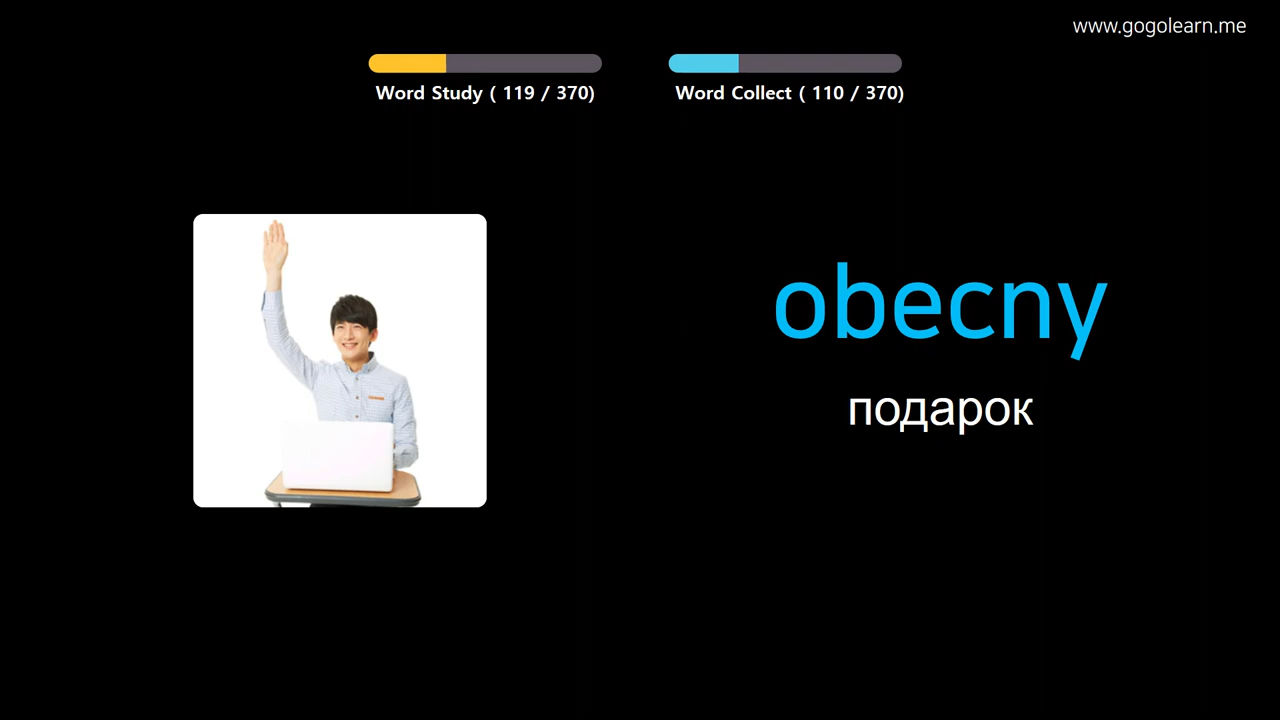 www.gogolearn.me
Word Study ( 119 / 370)
Word Collect ( 110 / 370)
obecny
подарок